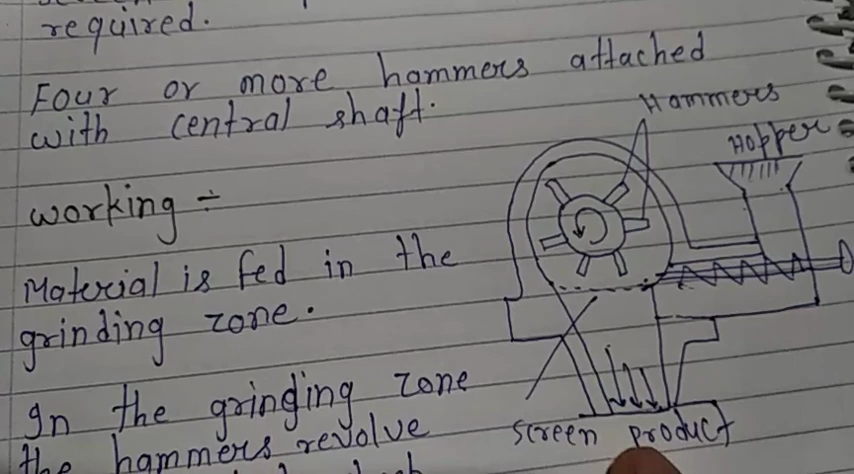 required.
Four or more hammers attached
with central shaft.
Hammers
Hopper
working ÷
Material is fed in the
grinding zone.
In the grinding zone
the hammers revolve
screen product